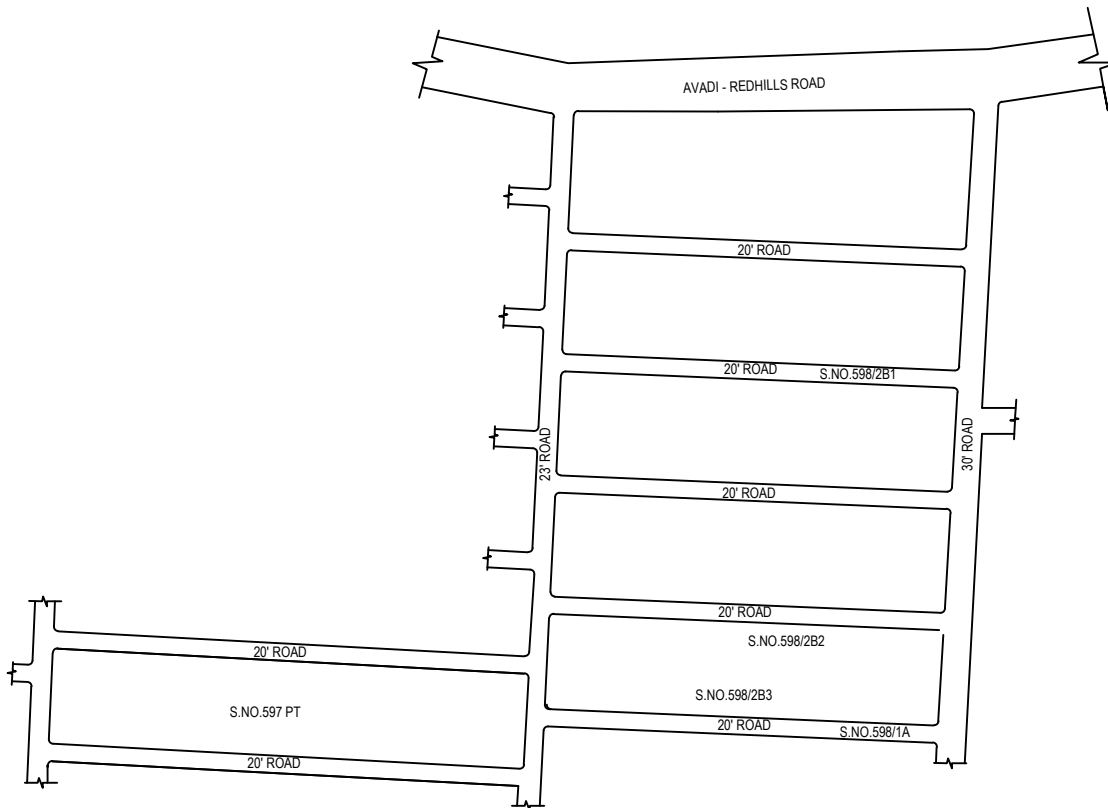 AVADI - REDHILLS ROAD
20' ROAD
20' ROAD
S.NO.598/2B1
23' ROAD
30' ROAD
20' ROAD
20' ROAD
S.NO.598/2B2
20' ROAD
S.NO.598/2B3
S.NO.597 PT
20' ROAD
S.NO.598/1A
20' ROAD